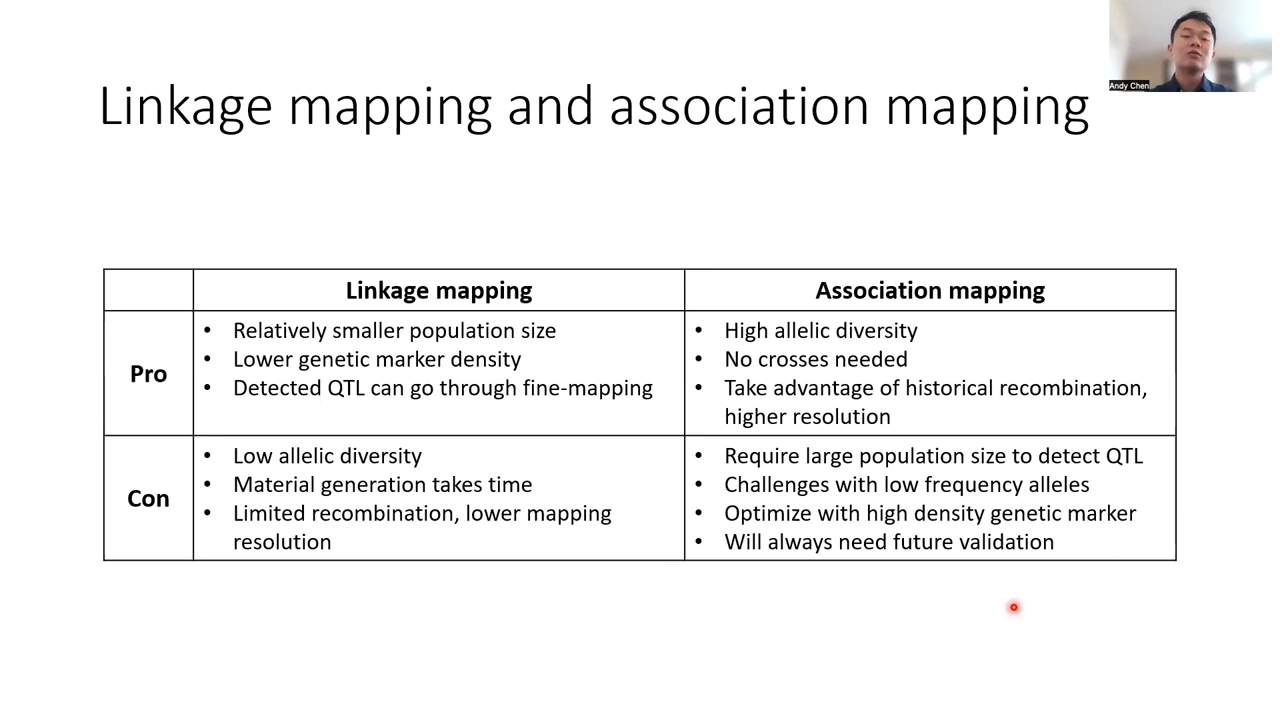 Andy Chen
Linkage mapping and association mapping
Linkage mapping
Association mapping
Pro
• Relatively smaller population size
• Lower genetic marker density
• Detected QTL can go through fine-mapping
• High allelic diversity
• No crosses needed
• Take advantage of historical recombination,
higher resolution
Con
• Low allelic diversity
• Material generation takes time
• Limited recombination, lower mapping
resolution
• Require large population size to detect QTL
• Challenges with low frequency alleles
• Optimize with high density genetic marker
• Will always need future validation